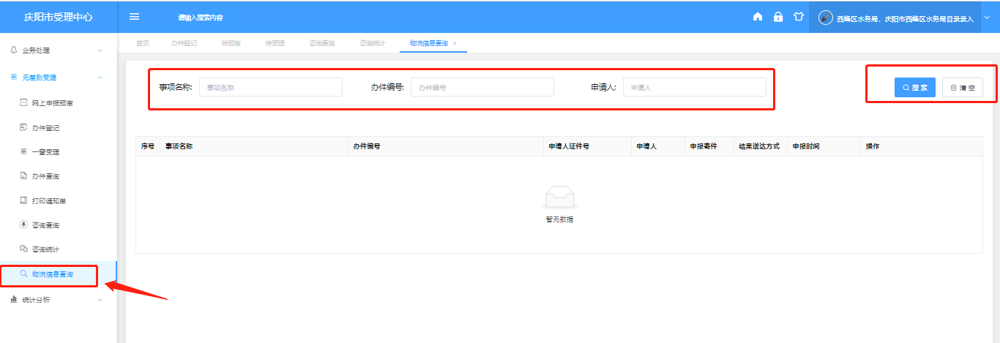 庆阳市受理中心
请输入搜索内容
西峰区水务局，庆阳市西峰区水务局目录录入
首页 办件登记 待预审 待受理 咨询查询 咨询统计 物流信息查询 ×
业务处理
无差别受理
网上申报预审
办件登记
一窗受理
办件查询
打印通知单
咨询查询
咨询统计
物流信息查询
统计分析
事项名称: 事项名称 办件编号: 办件编号 申请人: 申请人 搜索 清空
序号 事项名称 办件编号 申请人证件号 申请人 申报寄件 结果送达方式 申报时间 操作
暂无数据